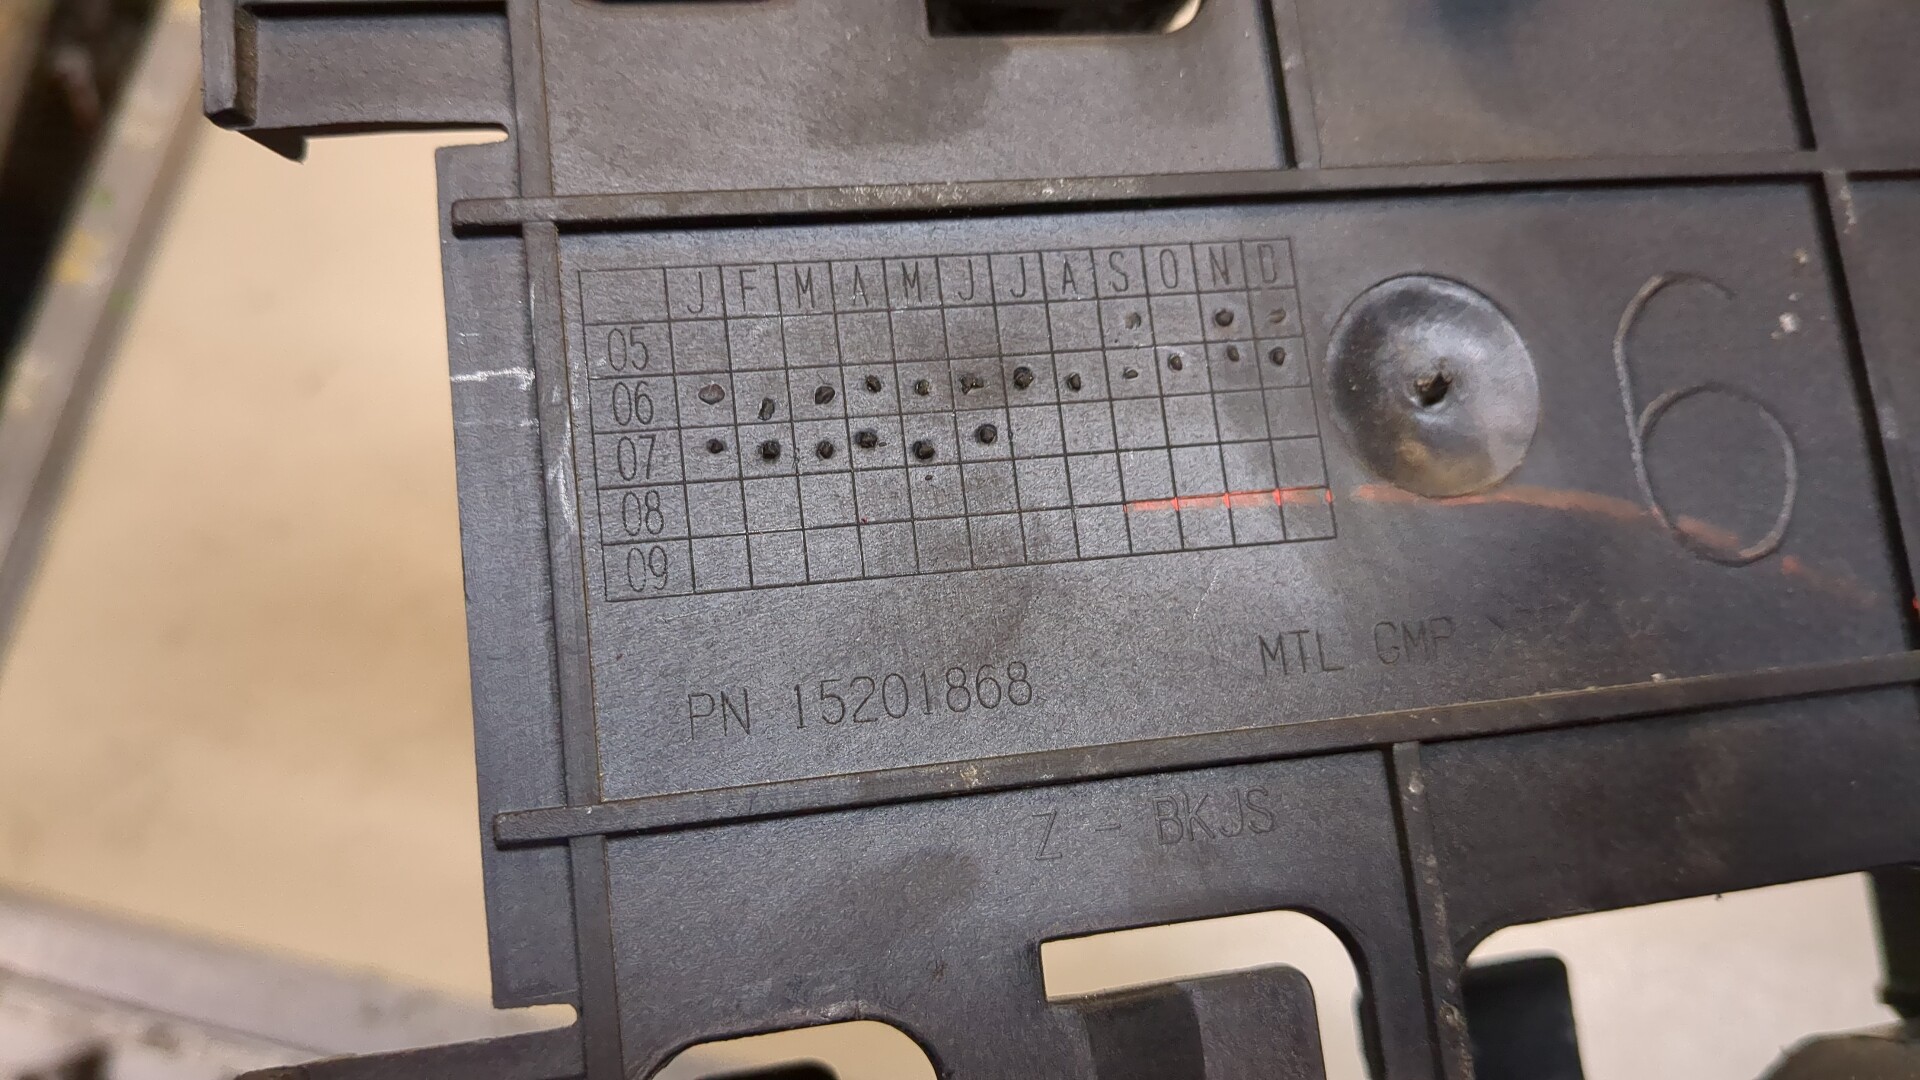 J F M A M J J A S O N D
05
06
07
08
09
6
MTL GMP
PN 15201868
Z - BKJS